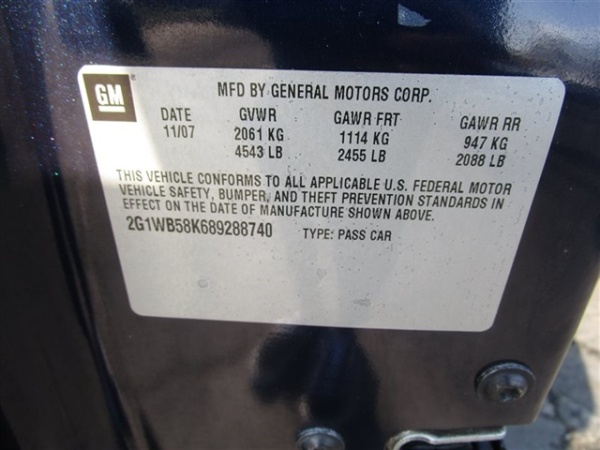 GM ®
MFD BY GENERAL MOTORS CORP.
DATE GVWR GAWR FRT GAWR RR
11/07 2061 KG 1114 KG 947 KG
4543 LB 2455 LB 2088 LB
THIS VEHICLE CONFORMS TO ALL APPLICABLE U.S. FEDERAL MOTOR
VEHICLE SAFETY, BUMPER, AND THEFT PREVENTION STANDARDS IN
EFFECT ON THE DATE OF MANUFACTURE SHOWN ABOVE.
2G1WB58K689288740 TYPE: PASS CAR